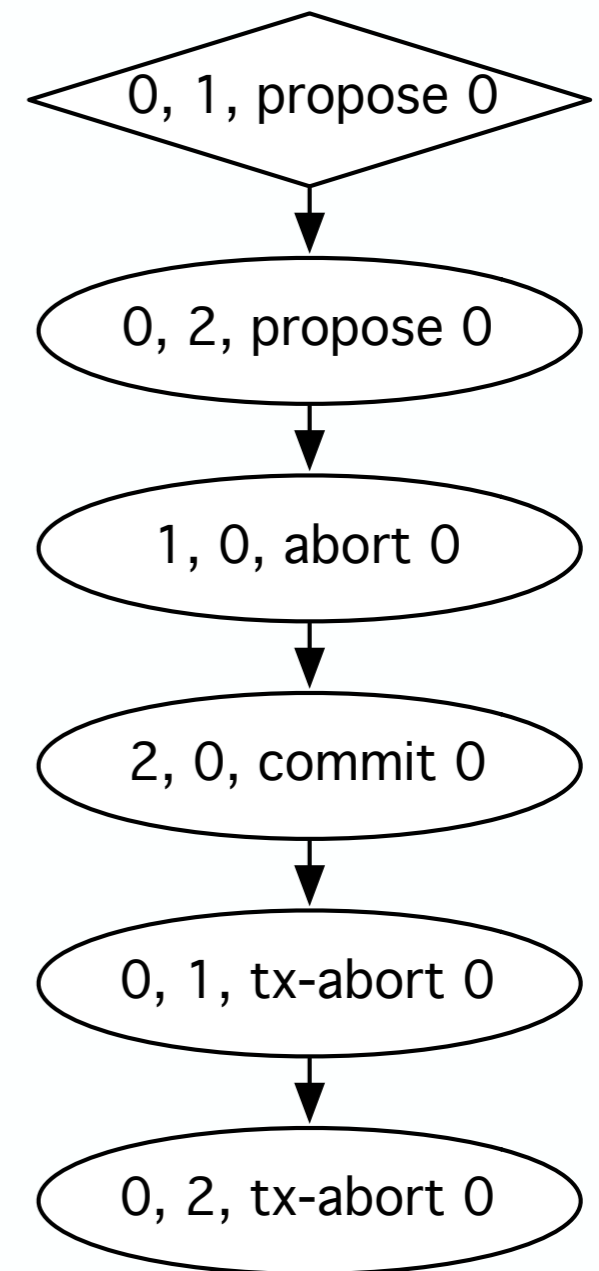 0, 1, propose 0
0, 2, propose 0
1, 0, abort 0
2, 0, commit 0
0, 1, tx-abort 0
0, 2, tx-abort 0